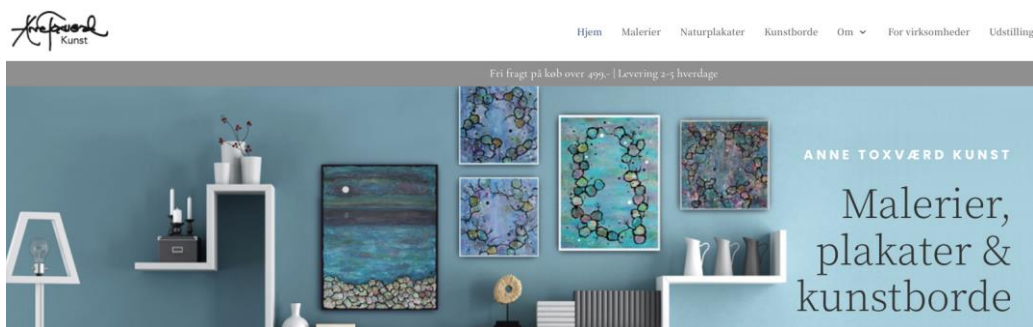 Anne Toxværd
Kunst
Hjem Malerier Naturplakater Kunstborde Om For virksomheder Udstilling
Fri fragt på køb over 499,- | Levering 2-5 hverdage
ANNE TOXVÆRD KUNST
Malerier,
plakater &
kunstborde